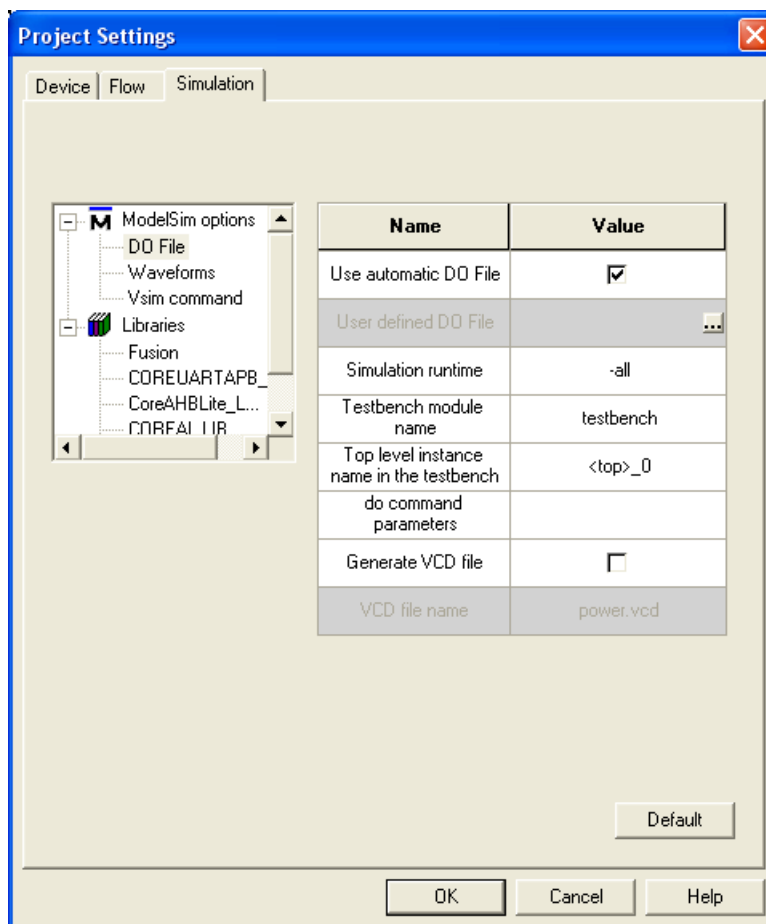 Project Settings
Device Flow Simulation
ModelSim options
DO File
Waveforms
Vsim command
Libraries
Fusion
COREUARTAPB_
CoreAHBLite_L...
COREAI_LIB
Name Value
Use automatic DO File
User defined DO File ...
Simulation runtime -all
Testbench module
name
testbench
Top level instance
name in the testbench
<top>_0
do command
parameters
Generate VCD file
VCD file name power.vcd
Default
OK Cancel Help